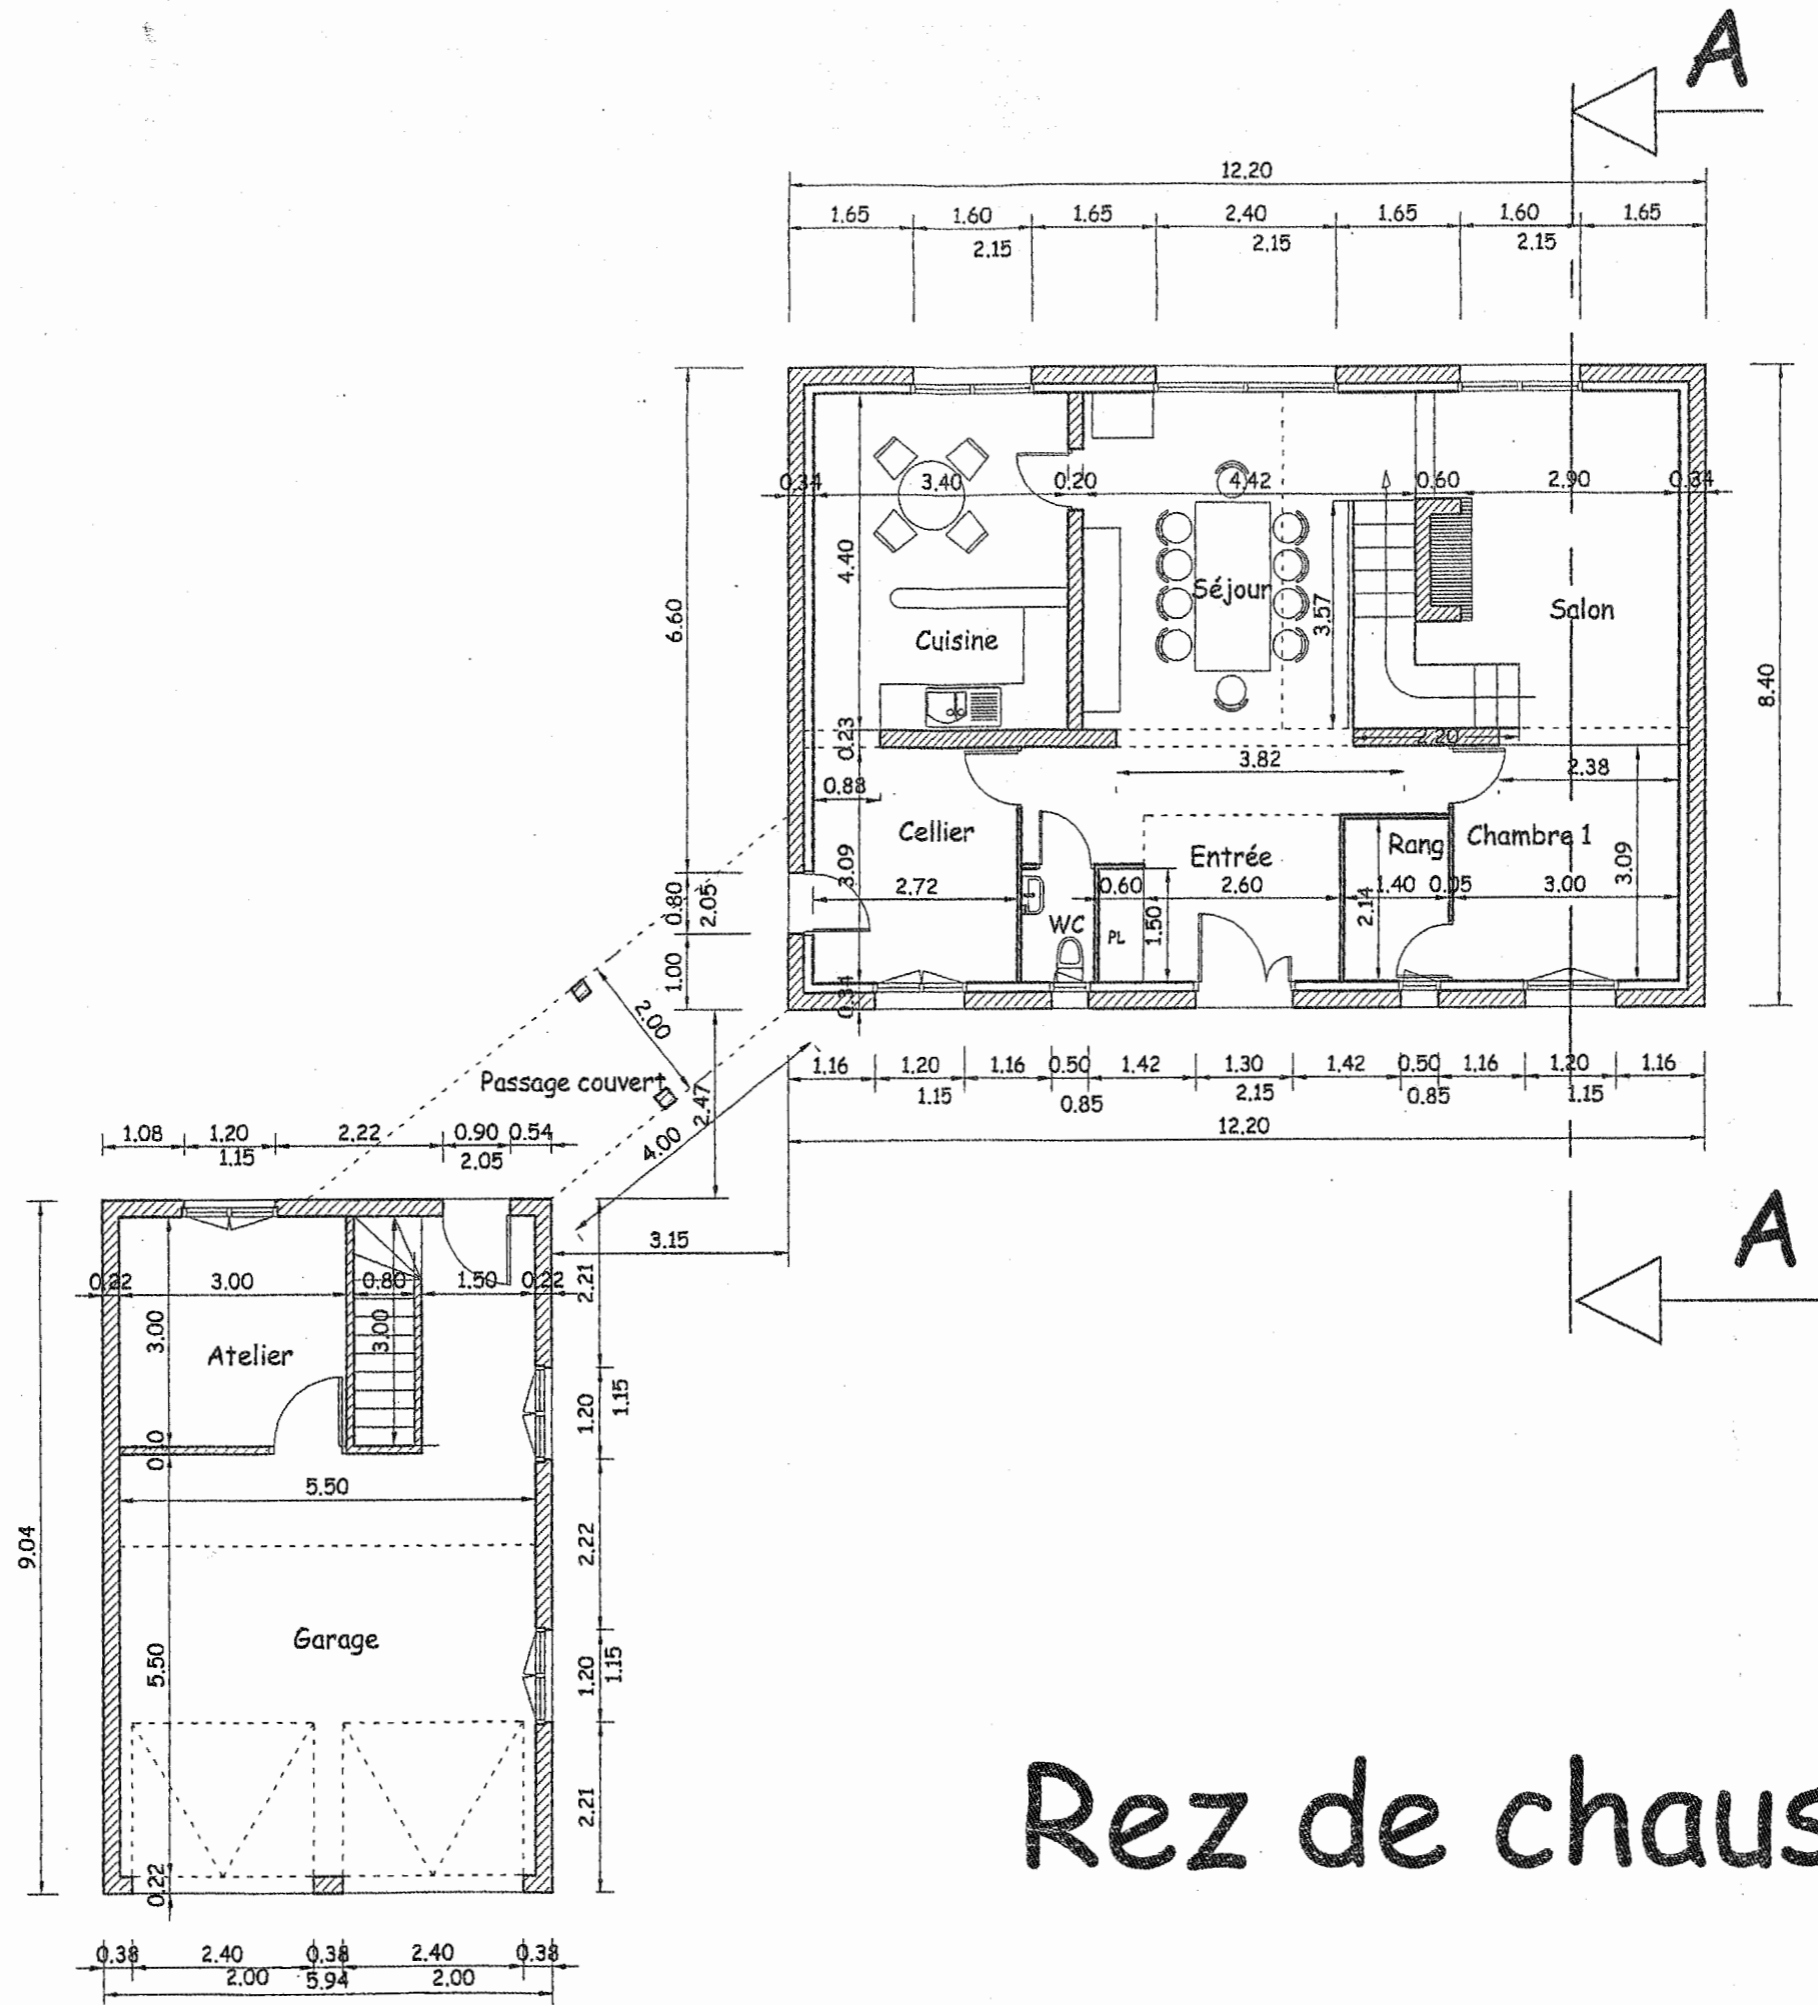 A
12.20
1.65 1.60 1.65 2.40 1.65 1.60 1.65
2.15 2.15 2.15
0.34 3.40 0.20 4.42 0.60 2.90 0.34
4.40
6.60
Séjour
3.57
Salon
Cuisine
8.40
0.23
2.20
3.82
2.38
0.88
Cellier
Entrée
Rang
Chambre 1
3.09
3.09
2.72
0.60
2.60
1.40 0.05
3.00
0.80
2.05
2.14
1.50
WC
PL
1.00
0.34
2.00
Passage couvert
2.47
4.00
1.16 1.20 1.16 0.50 1.42 1.30 1.42 0.50 1.16 1.20 1.16
1.15 0.85 2.15 0.85 1.15
12.20
1.08 1.20 2.22 0.90 0.54
1.15 2.05
A
3.15
0.22 3.00 0.80 1.50 0.22
2.21
3.00
3.00
Atelier
1.20
1.15
0.10
5.50
9.04
2.22
Garage
5.50
1.20
1.15
2.21
0.22
Rez de chaus
0.38 2.40 0.38 2.40 0.38
2.00 5.94 2.00